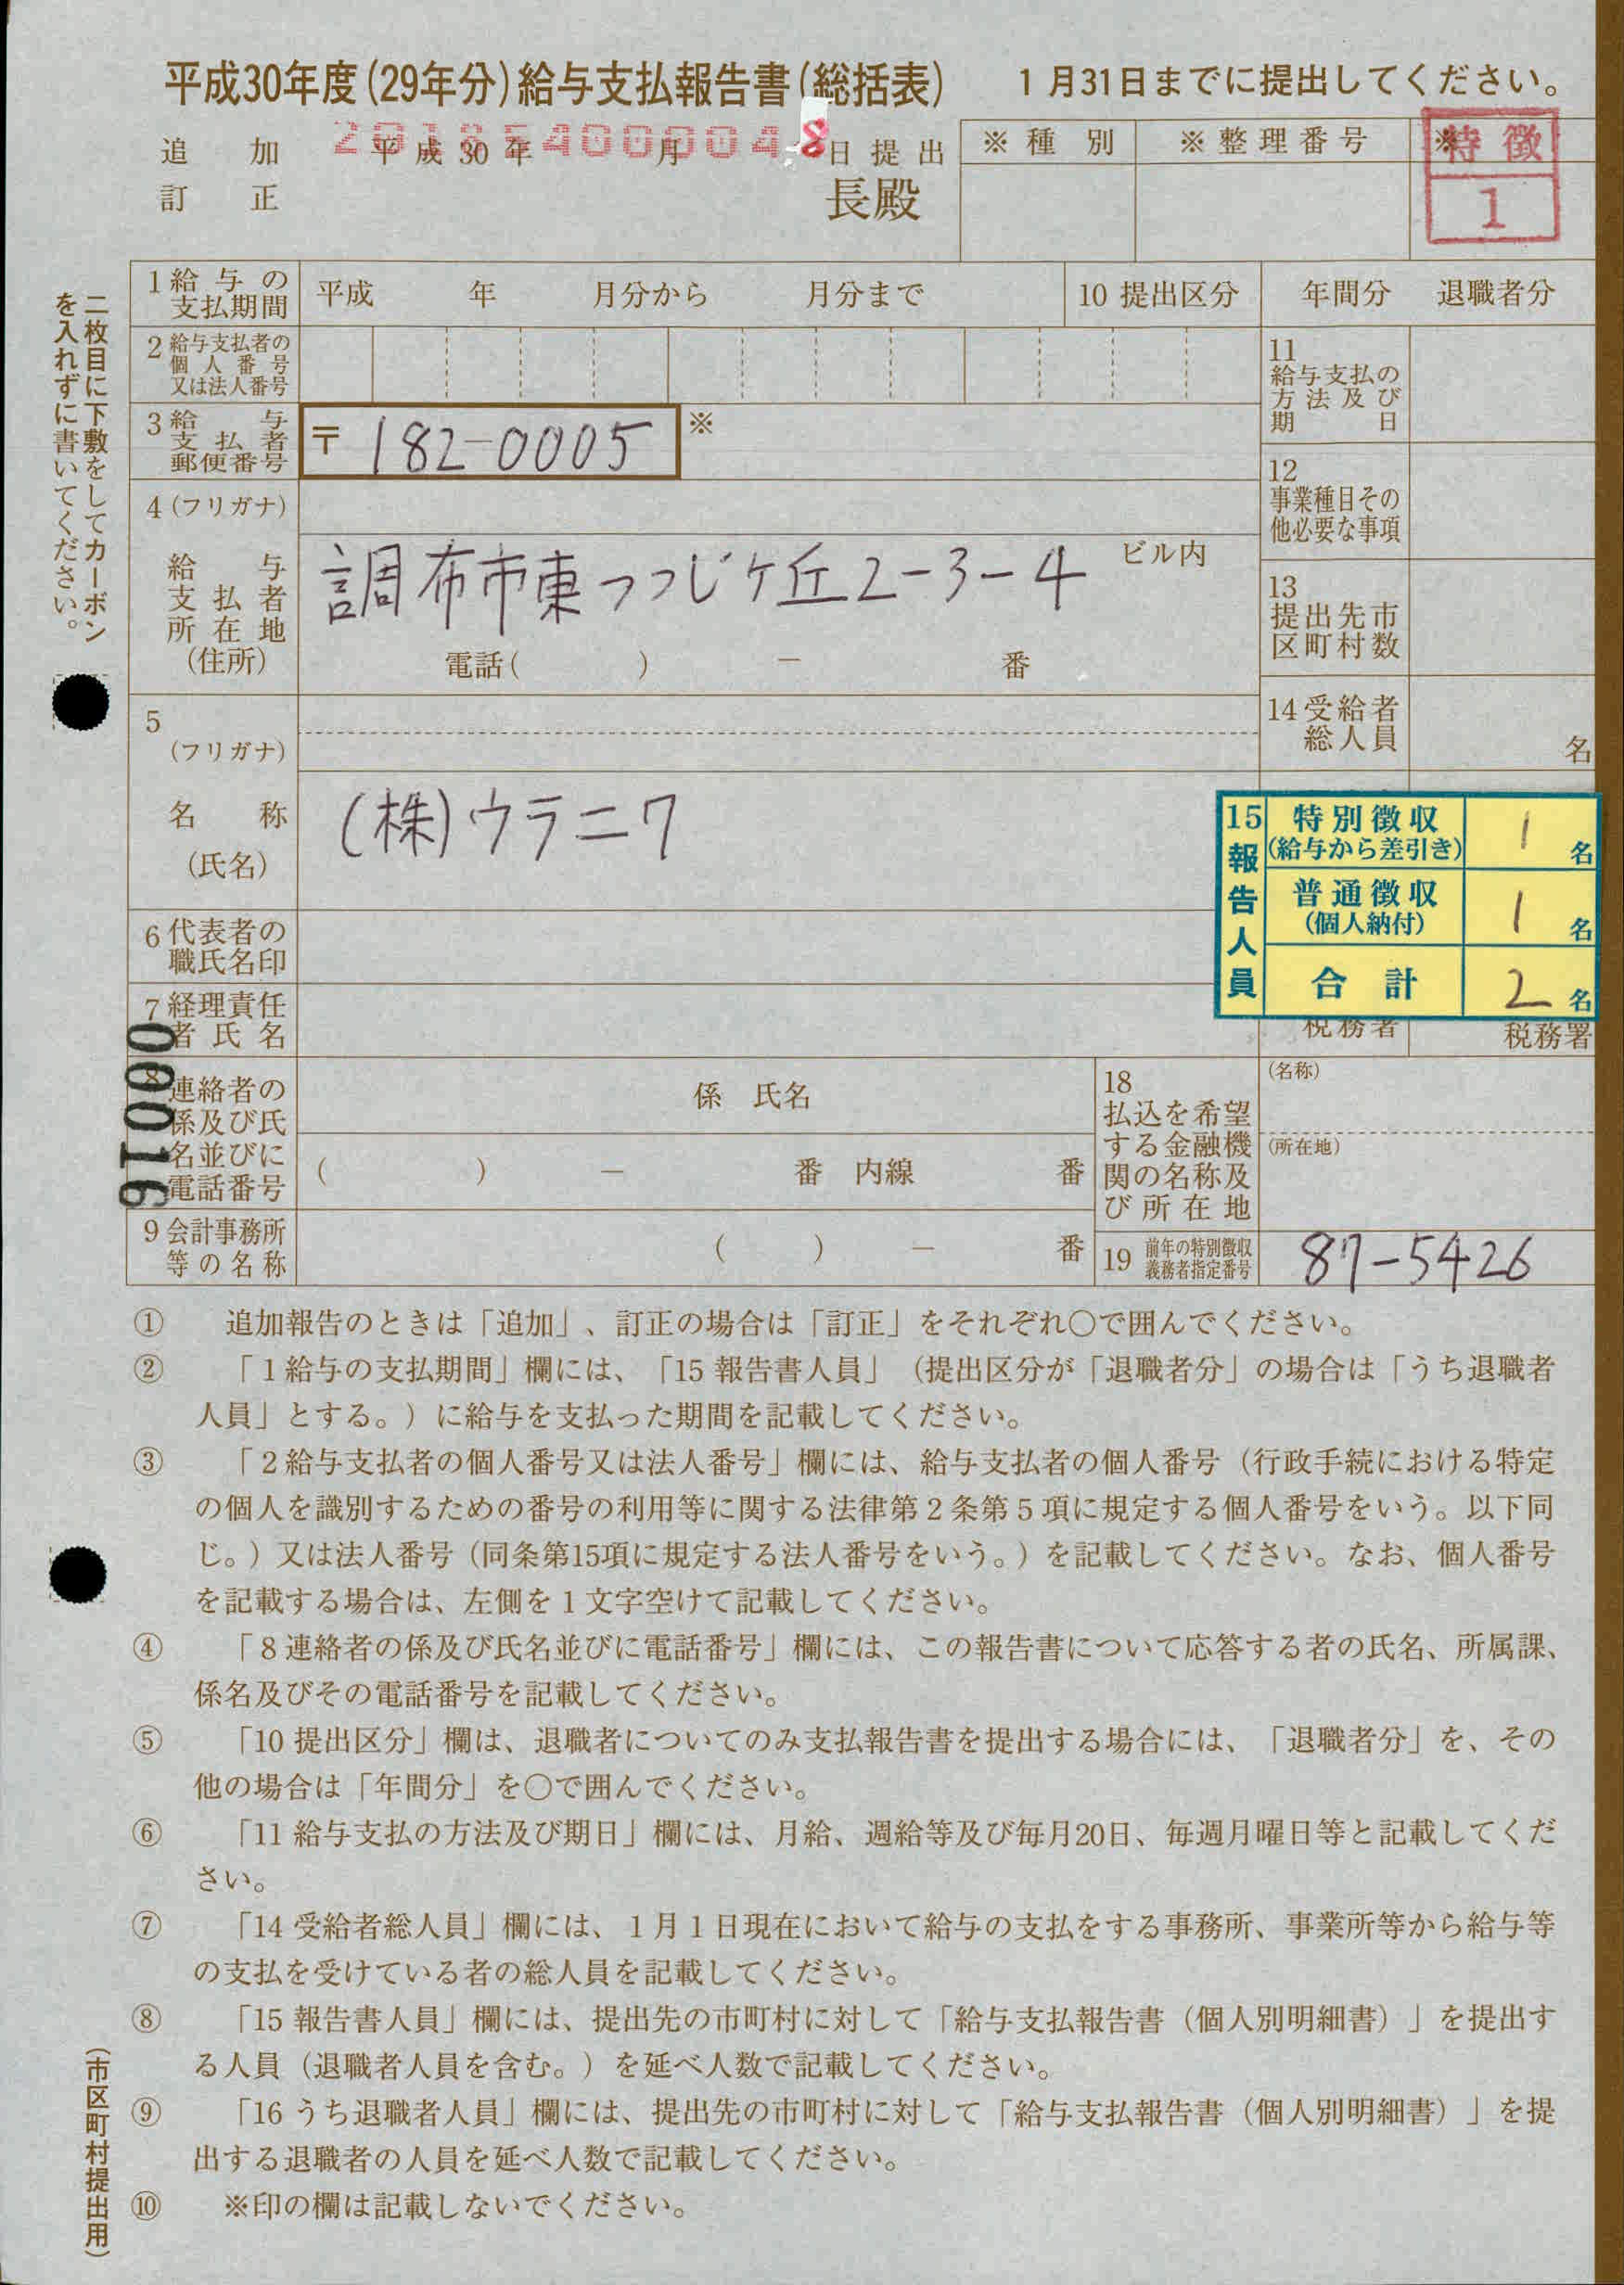 平成30年度(29年分)給与支払報告書(総括表) 1月31日までに提出してください。
追加 平成30年 月 日提出
訂正 長殿
※種別 ※整理番号 ※
特徴
1
二枚目に下敷をしてカーボンを入れずに書いてください。
1 給与の支払期間 平成 年 月分から 月分まで 10 提出区分 年間分 退職者分
2 給与支払者の個人番号又は法人番号
11 給与支払の方法及び期日
3 給与支払者郵便番号 〒 182-0005 ※
12 事業種目その他必要な事項
4 (フリガナ)
給与支払者所在地(住所) 調布市東つつじケ丘2-3-4 ビル内
電話( ) - 番
13 提出先市区町村数
14 受給者総人員 名
5 (フリガナ)
名称(氏名) (株)ウラニワ
15 報告人員
特別徴収(給与から差引き) 1名
普通徴収(個人納付) 1名
合計 2名
6 代表者の職氏名印
7 経理責任者氏名
税務署 税務署
00016
8 連絡者の係及び氏名並びに電話番号 係 氏名
( ) - 番 内線 番
18 払込を希望する金融機関の名称及び所在地 (名称)
(所在地)
9 会計事務所等の名称 ( ) - 番
19 前年の特別徴収義務者指定番号 87-5426
① 追加報告のときは「追加」、訂正の場合は「訂正」をそれぞれ○で囲んでください。
② 「1給与の支払期間」欄には、「15 報告書人員」(提出区分が「退職者分」の場合は「うち退職者
人員」とする。)に給与を支払った期間を記載してください。
③ 「2給与支払者の個人番号又は法人番号」欄には、給与支払者の個人番号(行政手続における特定
の個人を識別するための番号の利用等に関する法律第2条第5項に規定する個人番号をいう。以下同
じ。)又は法人番号(同条第15項に規定する法人番号をいう。)を記載してください。なお、個人番号
を記載する場合は、左側を1文字空けて記載してください。
④ 「8連絡者の係及び氏名並びに電話番号」欄には、この報告書について応答する者の氏名、所属課、
係名及びその電話番号を記載してください。
⑤ 「10 提出区分」欄は、退職者についてのみ支払報告書を提出する場合には、「退職者分」を、その
他の場合は「年間分」を○で囲んでください。
⑥ 「11 給与支払の方法及び期日」欄には、月給、週給等及び毎月20日、毎週月曜日等と記載してくだ
さい。
⑦ 「14 受給者総人員」欄には、1月1日現在において給与の支払をする事務所、事業所等から給与等
の支払を受けている者の総人員を記載してください。
⑧ 「15 報告書人員」欄には、提出先の市町村に対して「給与支払報告書(個人別明細書)」を提出す
る人員(退職者人員を含む。)を延べ人数で記載してください。
⑨ 「16 うち退職者人員」欄には、提出先の市町村に対して「給与支払報告書(個人別明細書)」を提
出する退職者の人員を延べ人数で記載してください。
⑩ ※印の欄は記載しないでください。
(市区町村提出用)